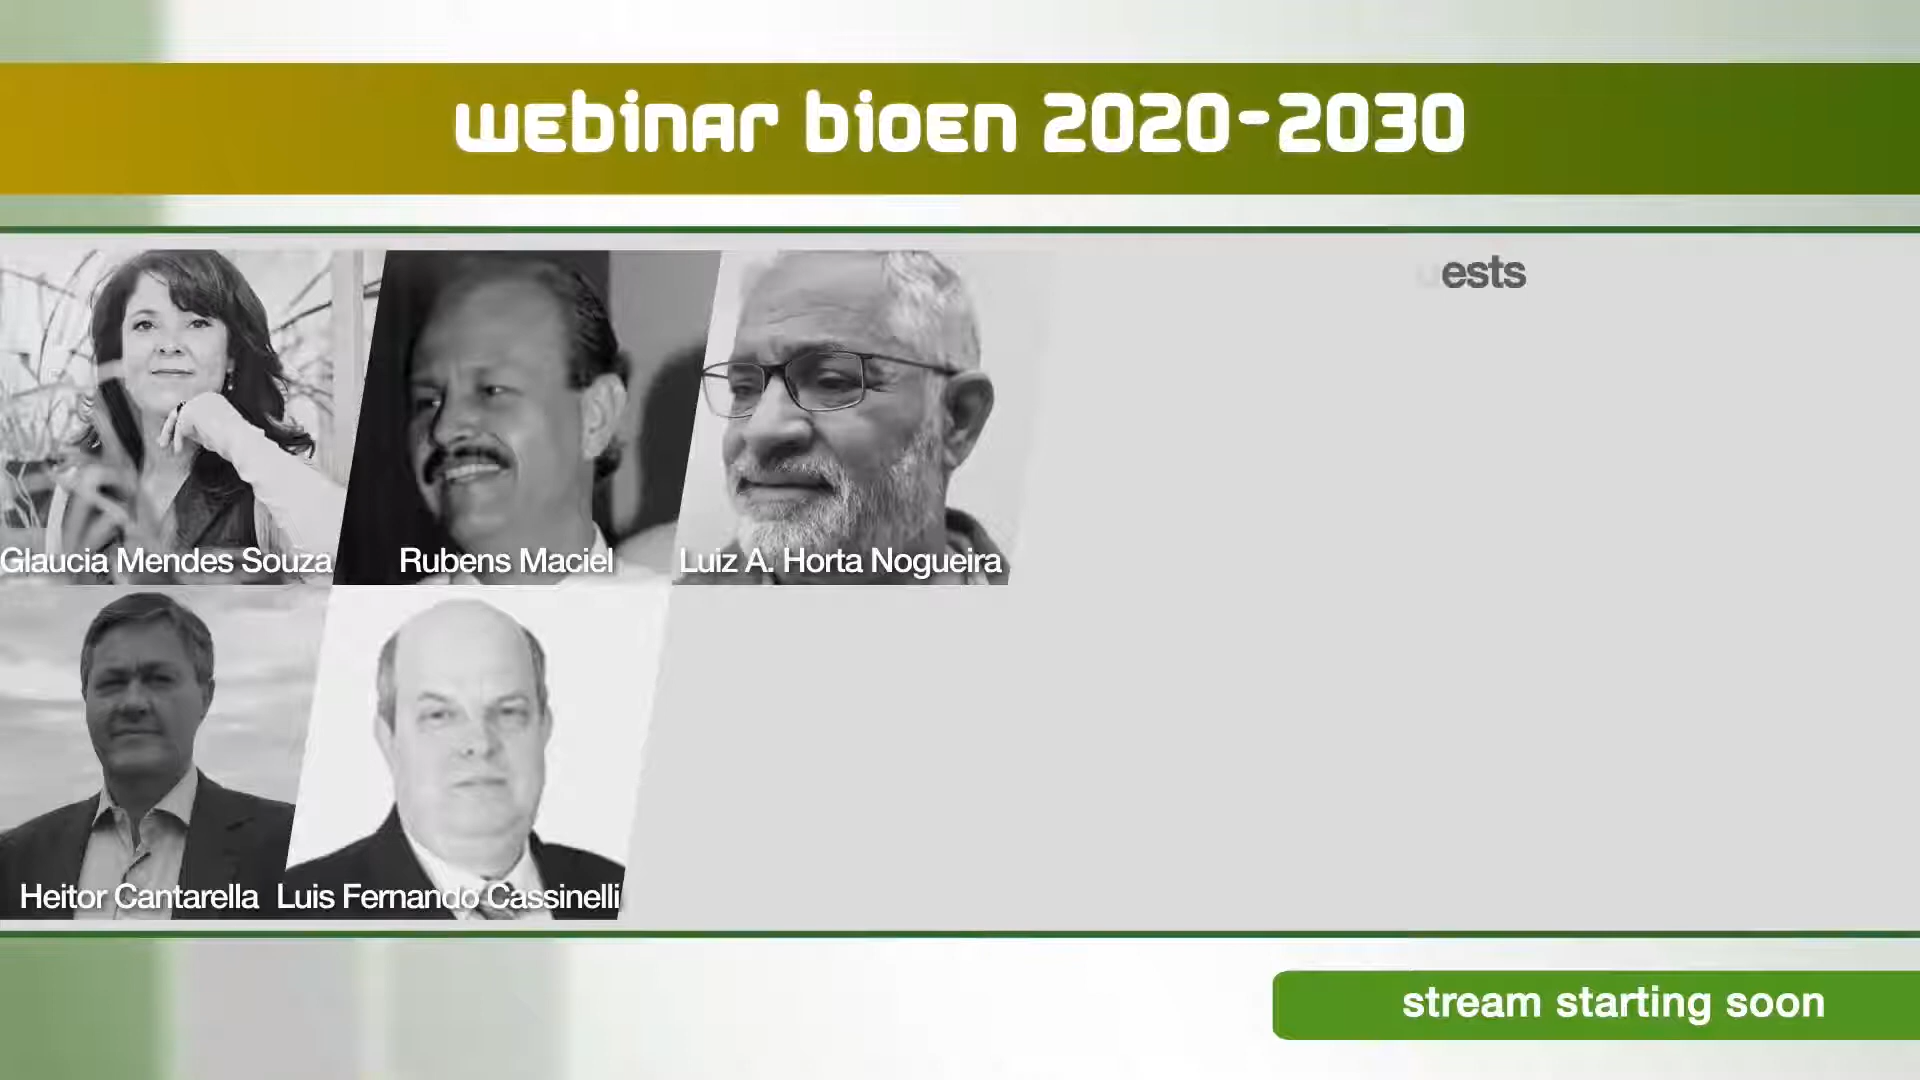 webinar bioen 2020-2030
ests
Glaucia Mendes Souza
Rubens Maciel
Luiz A. Horta Nogueira
Heitor Cantarella
Luis Fernando Cassinelli
stream starting soon